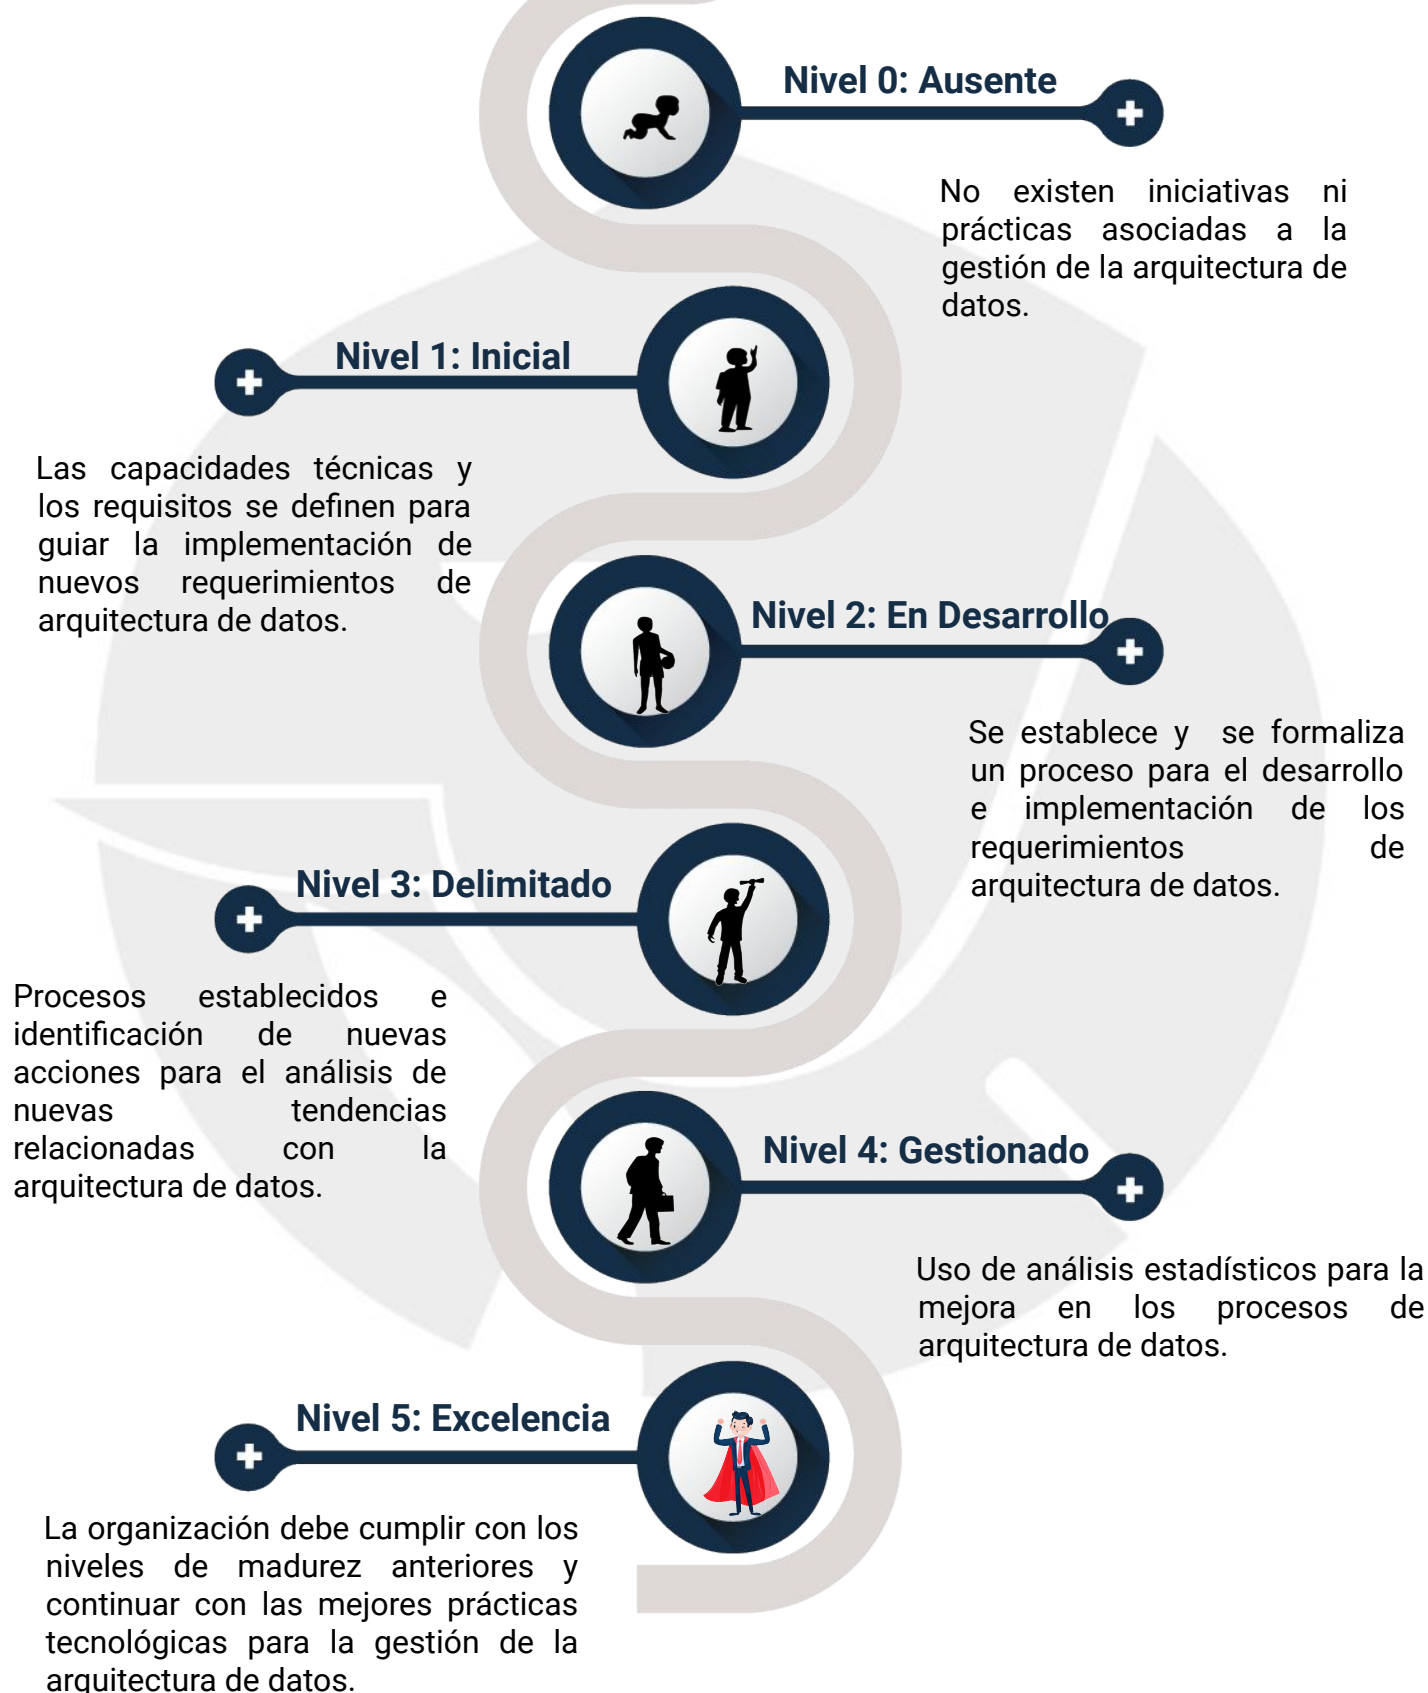 Nivel 0: Ausente
No existen iniciativas ni
prácticas asociadas a la
gestión de la arquitectura de
datos.
Nivel 1: Inicial
Las capacidades técnicas y
los requisitos se definen para
guiar la implementación de
nuevos requerimientos de
arquitectura de datos.
Nivel 2: En Desarrollo
Se establece y se formaliza
un proceso para el desarrollo
e implementación de los
requerimientos de
arquitectura de datos.
Nivel 3: Delimitado
Procesos establecidos e
identificación de nuevas
acciones para el análisis de
nuevas tendencias
relacionadas con la
arquitectura de datos.
Nivel 4: Gestionado
Uso de análisis estadísticos para la
mejora en los procesos de
arquitectura de datos.
Nivel 5: Excelencia
La organización debe cumplir con los
niveles de madurez anteriores y
continuar con las mejores prácticas
tecnológicas para la gestión de la
arquitectura de datos.